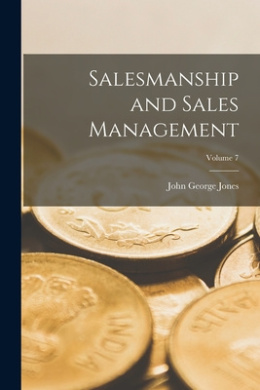 Salesmanship
and Sales
Management
Volume 7
John George Jones
INDIA